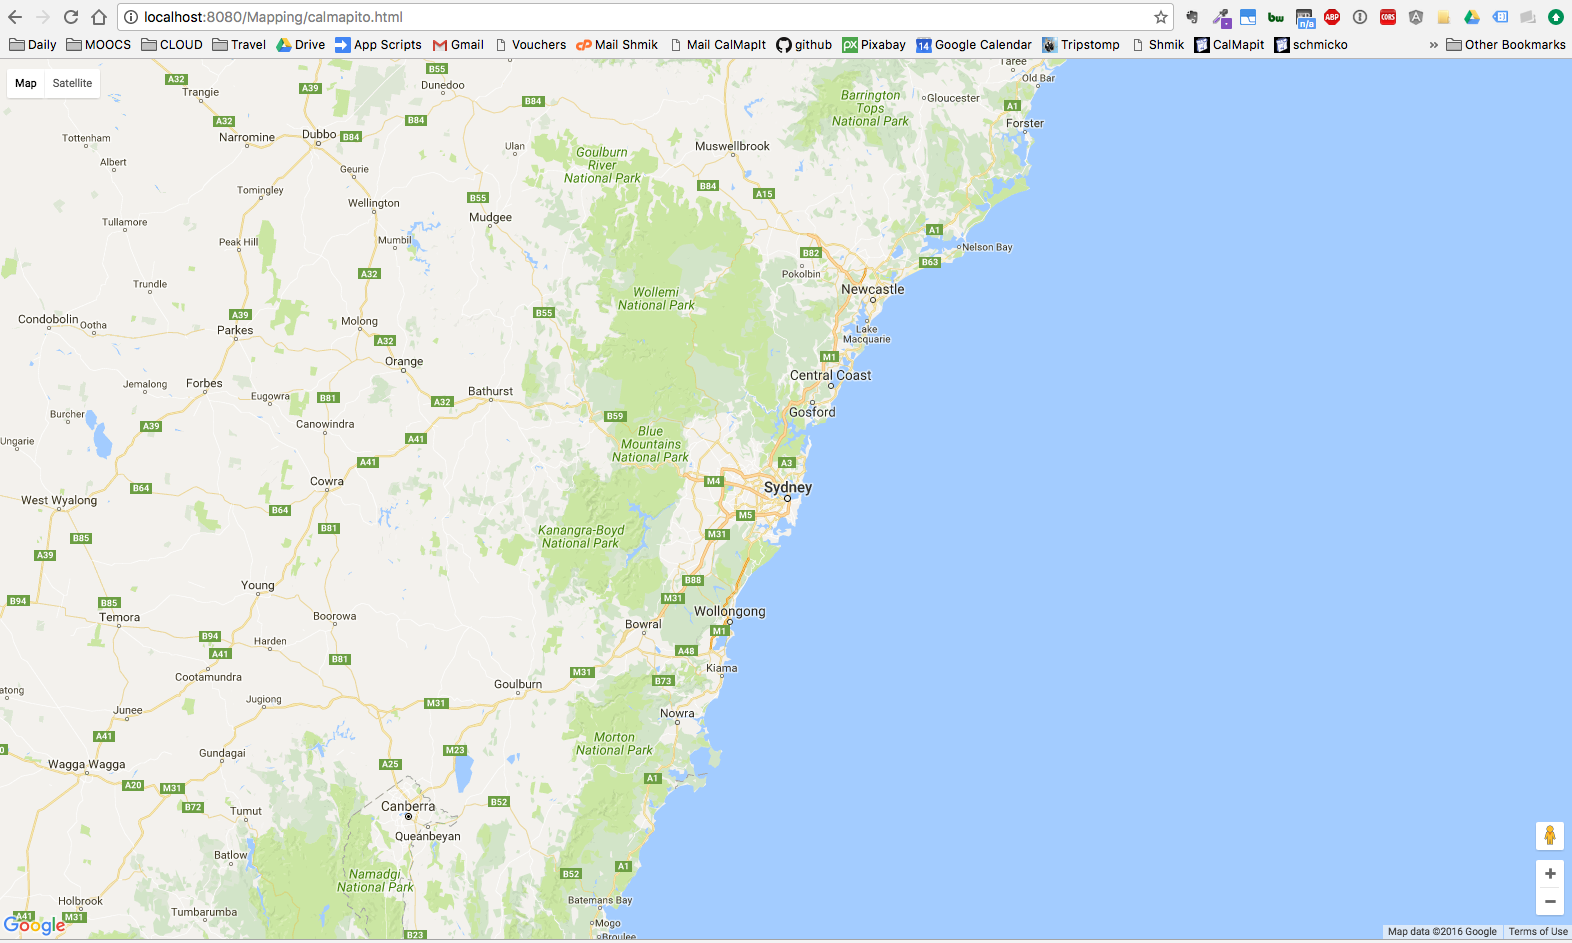 localhost:8080/Mapping/calmapito.html
n/a
ABP
CORS
bw
Daily
MOOCS
CLOUD
Travel
Drive
App Scripts
Gmail
Vouchers
Mail Shmik
Mail CalMapIt
github
Pixabay
14
Google Calendar
Tripstomp
Shmik
CalMapit
schmicko
»
Other Bookmarks
Map
Satellite
A32
Trangie
A39
B55
Dunedoo
B84
Taree
Old Bar
Barrington
Tops
National Park
Gloucester
A1
Forster
A32
Narromine
Dubbo
B84
B84
Tottenham
Albert
Geurie
Ulan
Goulburn
River
National Park
Muswellbrook
B84
A15
Tomingley
Wellington
B55
Mudgee
Tullamore
Peak Hill
Mumbil
A1
Nelson Bay
B82
B63
Pokolbin
A32
Trundle
Newcastle
Wollemi
National Park
Condobolin
Ootha
A39
Parkes
Molong
B55
Lake
Macquarie
A32
Orange
M1
Central Coast
Jemalong
Forbes
Eugowra
B81
Bathurst
A32
Gosford
Burcher
A39
Canowindra
B59
A41
Ungarie
Blue
Mountains
National Park
A41
A3
B64
Cowra
M4
Sydney
West Wyalong
B64
M5
B81
B85
Kanangra-Boyd
National Park
M31
A39
Young
B88
B94
B85
M31
Temora
Boorowa
Wollongong
Bowral
M1
B94
Harden
A41
B81
A48
Kiama
Cootamundra
M31
B73
Goulburn
Jugiong
M31
Junee
Nowra
A41
Morton
National Park
Gundagai
M23
Wagga Wagga
A25
A1
A20
M31
B72
Tumut
Canberra
B52
Queanbeyan
Batlow
A1
Namadgi
National Park
B52
Holbrook
Batemans Bay
A41
M31
Tumbarumba
Mogo
B23
Broulee
Google
Map data ©2016 Google
Terms of Use